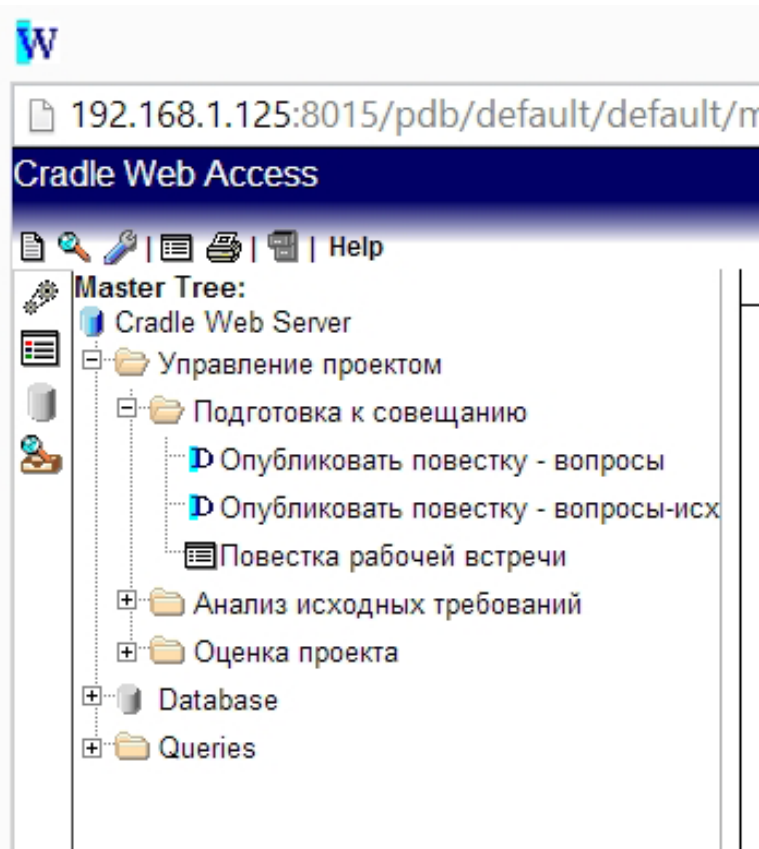 W
192.168.1.125:8015/pdb/default/default/m
Cradle Web Access
| | | Help
Master Tree:
Cradle Web Server
Управление проектом
Подготовка к совещанию
D Опубликовать повестку - вопросы
D Опубликовать повестку - вопросы-исх
Повестка рабочей встречи
Анализ исходных требований
Оценка проекта
Database
Queries